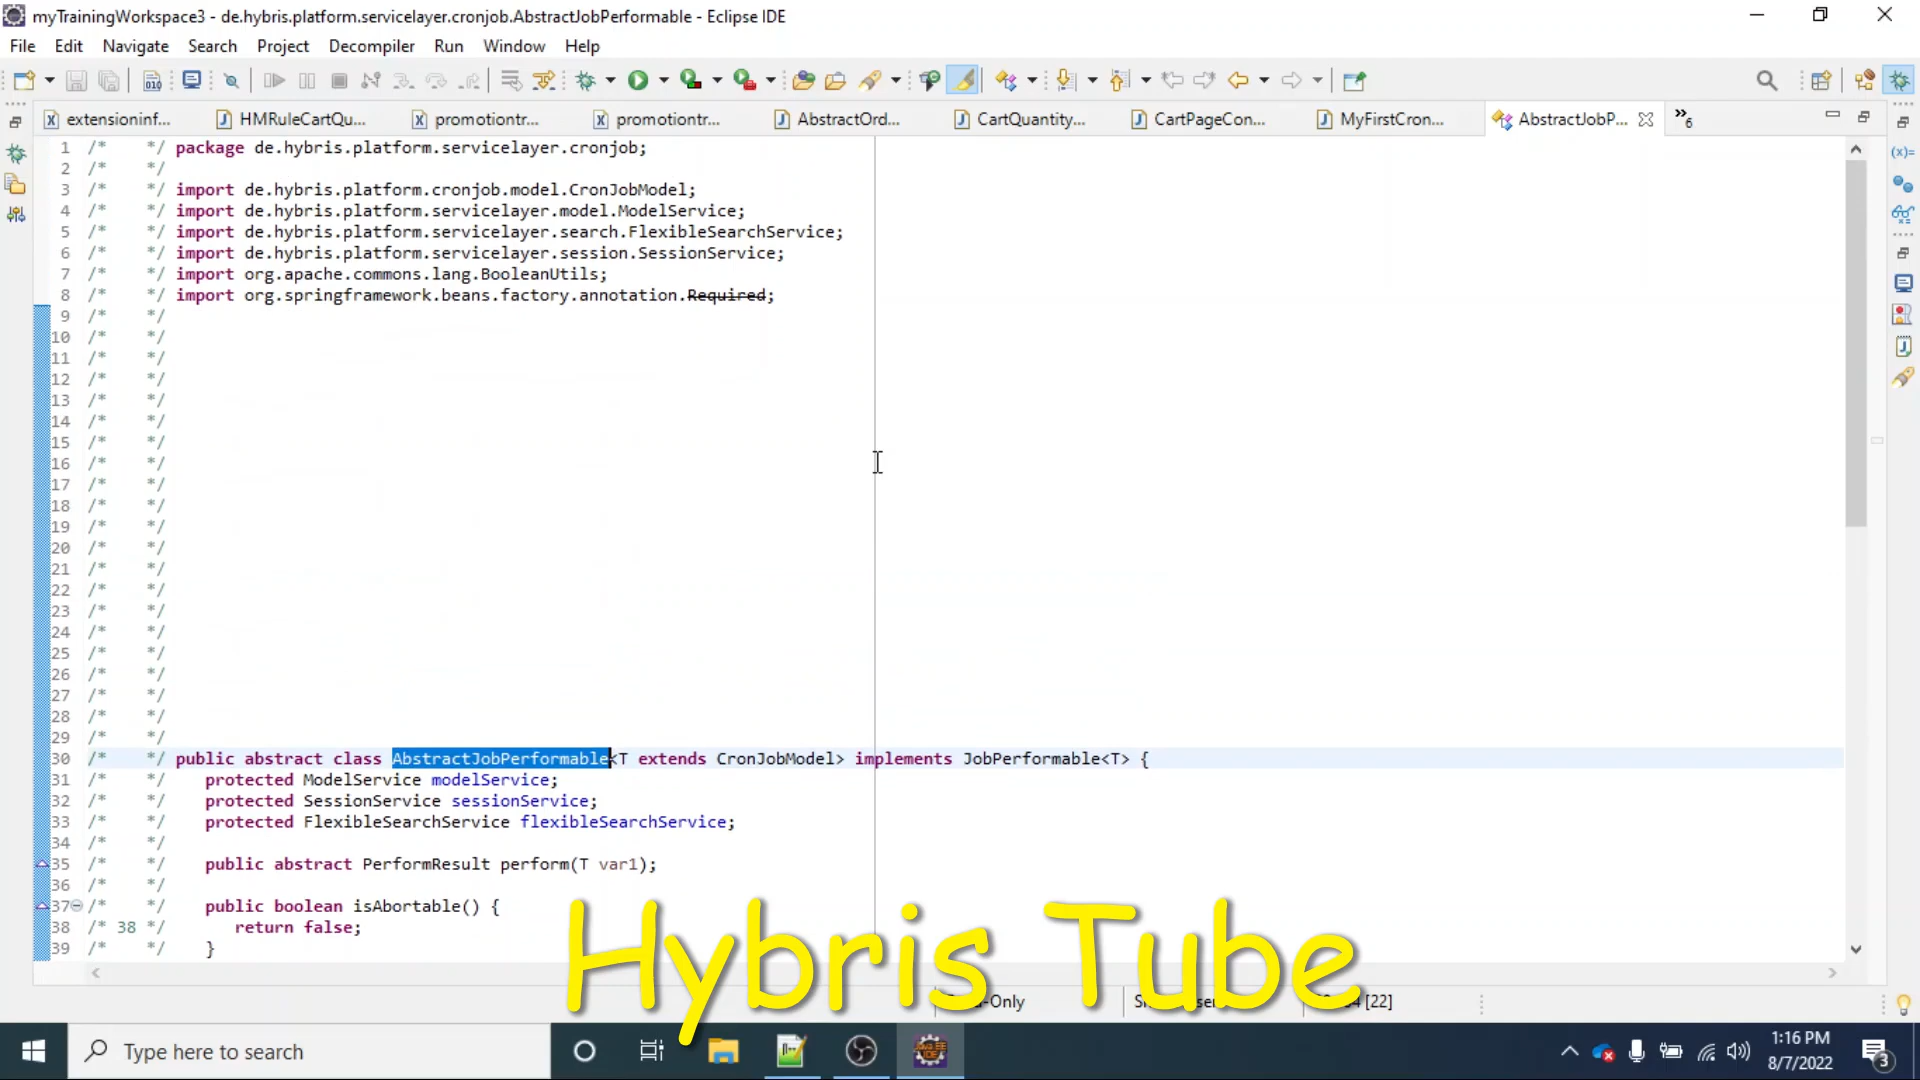 myTrainingWorkspace3 - de.hybris.platform.servicelayer.cronjob.AbstractJobPerformable - Eclipse IDE
File Edit Navigate Search Project Decompiler Run Window Help
extensioninf... HMRuleCartQu... promotiontr... promotiontr... AbstractOrd... CartQuantity... CartPageCon... MyFirstCron... AbstractJobP... »6
1 /* */ package de.hybris.platform.servicelayer.cronjob;
2 /* */
3 /* */ import de.hybris.platform.cronjob.model.CronJobModel;
4 /* */ import de.hybris.platform.servicelayer.model.ModelService;
5 /* */ import de.hybris.platform.servicelayer.search.FlexibleSearchService;
6 /* */ import de.hybris.platform.servicelayer.session.SessionService;
7 /* */ import org.apache.commons.lang.BooleanUtils;
8 /* */ import org.springframework.beans.factory.annotation.Required;
9 /* */
10 /* */
11 /* */
12 /* */
13 /* */
14 /* */
15 /* */
16 /* */
17 /* */
18 /* */
19 /* */
20 /* */
21 /* */
22 /* */
23 /* */
24 /* */
25 /* */
26 /* */
27 /* */
28 /* */
29 /* */
30 /* */ public abstract class AbstractJobPerformable<T extends CronJobModel> implements JobPerformable<T> {
31 /* */ protected ModelService modelService;
32 /* */ protected SessionService sessionService;
33 /* */ protected FlexibleSearchService flexibleSearchService;
34 /* */
35 /* */ public abstract PerformResult perform(T var1);
36 /* */
37 /* */ public boolean isAbortable() {
38 /* 38 */ return false;
39 /* */ }
Hybris Tube
[22]
Type here to search
1:16 PM
8/7/2022
3